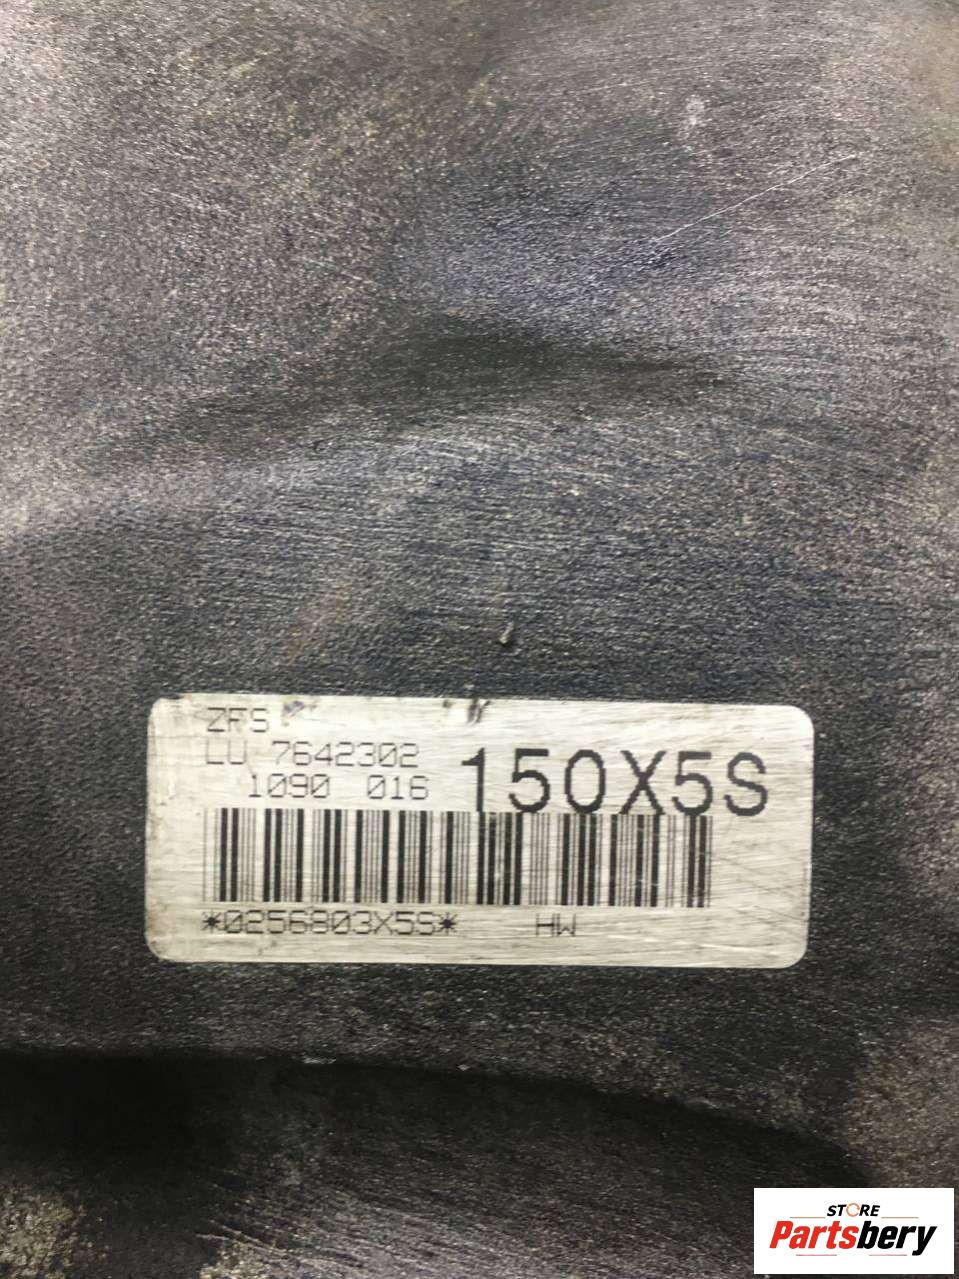 ZFS
LU 7642302
1090 016
150X5S
*0256803X5S* HW
STORE
Partsbery